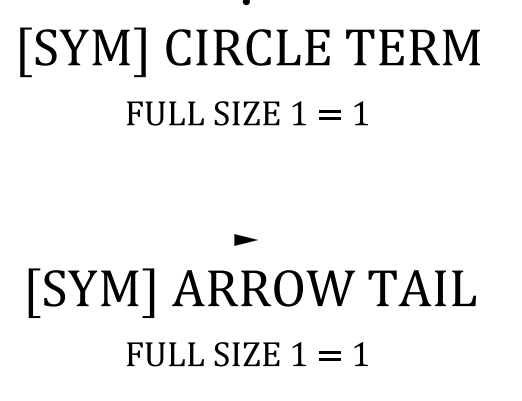 [SYM] CIRCLE TERM
FULL SIZE 1 = 1
[SYM] ARROW TAIL
FULL SIZE 1 = 1